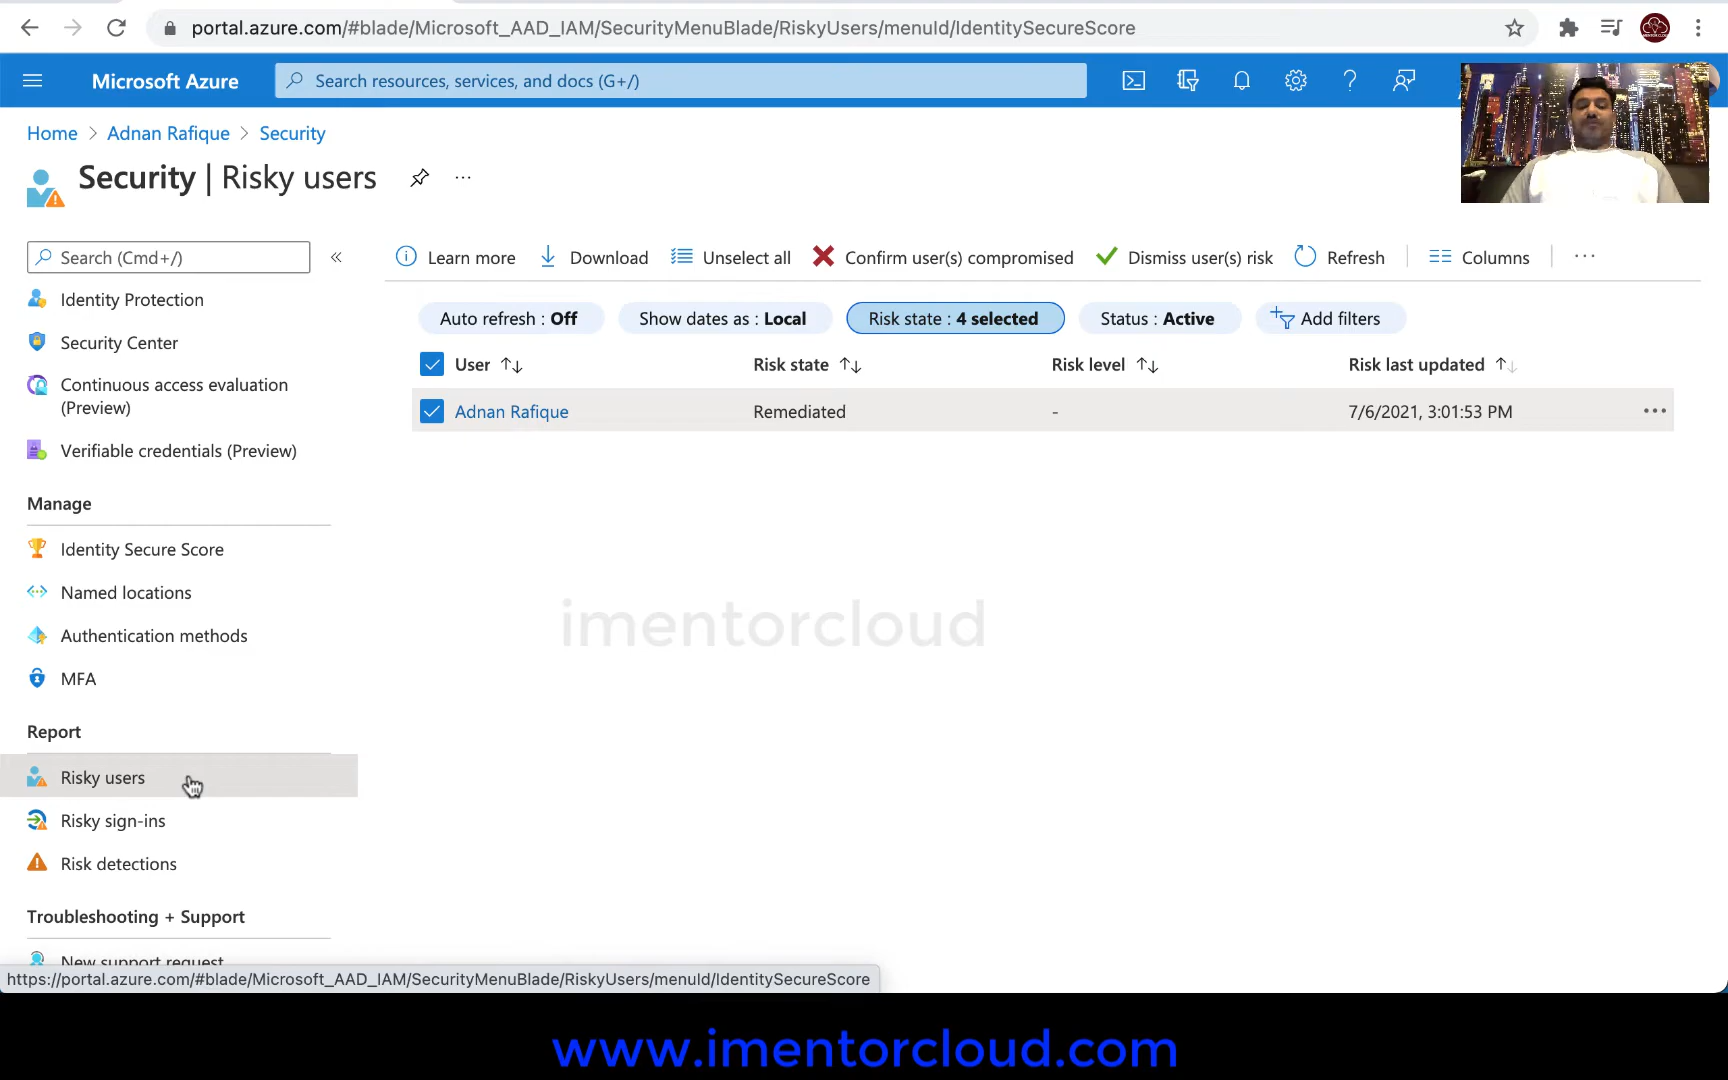 portal.azure.com/#blade/Microsoft_AAD_IAM/SecurityMenuBlade/RiskyUsers/menuId/IdentitySecureScore
Microsoft Azure
Search resources, services, and docs (G+/)
Home > Adnan Rafique > Security
Security | Risky users
Search (Cmd+/)
Learn more
Download
Unselect all
Confirm user(s) compromised
Dismiss user(s) risk
Refresh
Columns
Auto refresh : Off
Show dates as : Local
Risk state : 4 selected
Status : Active
Add filters
User
Risk state
Risk level
Risk last updated
Adnan Rafique
Remediated
-
7/6/2021, 3:01:53 PM
Identity Protection
Security Center
Continuous access evaluation
(Preview)
Verifiable credentials (Preview)
Manage
Identity Secure Score
Named locations
Authentication methods
MFA
Report
Risky users
Risky sign-ins
Risk detections
Troubleshooting + Support
New support request
imentorcloud
https://portal.azure.com/#blade/Microsoft_AAD_IAM/SecurityMenuBlade/RiskyUsers/menuId/IdentitySecureScore
www.imentorcloud.com